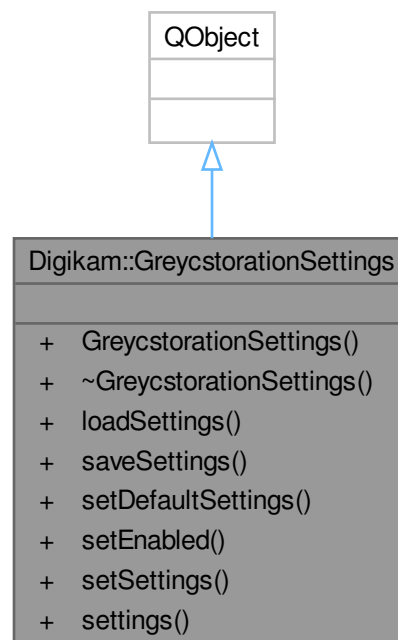 QObject
Digikam::GreycstorationSettings
+ GreycstorationSettings()
+ ~GreycstorationSettings()
+ loadSettings()
+ saveSettings()
+ setDefaultSettings()
+ setEnabled()
+ setSettings()
+ settings()